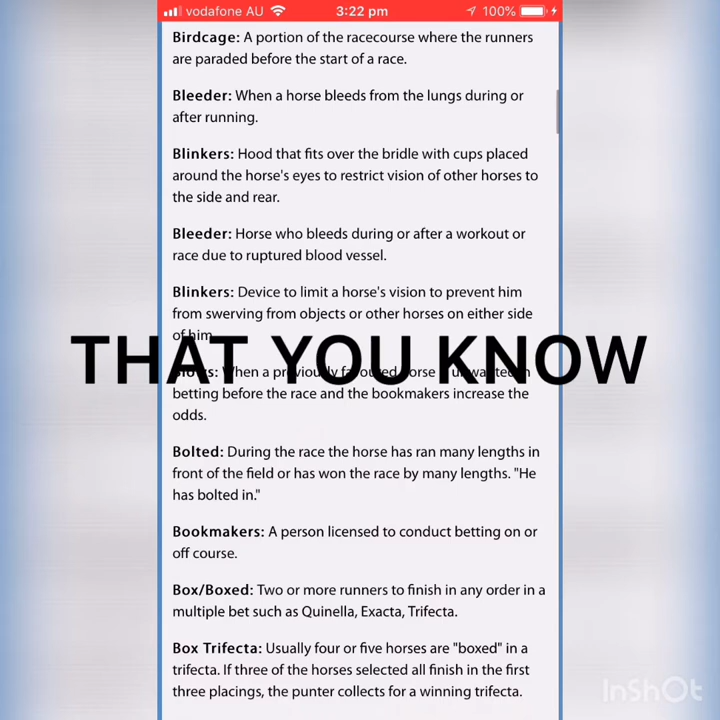 vodafone AU 3:22 pm 100%
Birdcage: A portion of the racecourse where the runners
are paraded before the start of a race.
Bleeder: When a horse bleeds from the lungs during or
after running.
Blinkers: Hood that fits over the bridle with cups placed
around the horse's eyes to restrict vision of other horses to
the side and rear.
Bleeder: Horse who bleeds during or after a workout or
race due to ruptured blood vessel.
Blinkers: Device to limit a horse's vision to prevent him
from swerving from objects or other horses on either side
of him.
THAT YOU KNOW
Blows: When a previously favoured horse is unwanted in
betting before the race and the bookmakers increase the
odds.
Bolted: During the race the horse has ran many lengths in
front of the field or has won the race by many lengths. "He
has bolted in."
Bookmakers: A person licensed to conduct betting on or
off course.
Box/Boxed: Two or more runners to finish in any order in a
multiple bet such as Quinella, Exacta, Trifecta.
Box Trifecta: Usually four or five horses are "boxed" in a
trifecta. If three of the horses selected all finish in the first
three placings, the punter collects for a winning trifecta.
InShOt